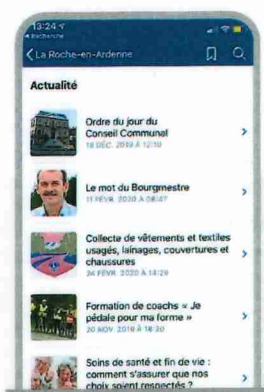 13:24
Recherche
La Roche-en-Ardenne
Actualité
Ordre du jour du
Conseil Communal
18 DÉC. 2019 À 12:10
Le mot du Bourgmestre
11 FÉVR. 2020 À 08:47
Collecte de vêtements et textiles
usagés, lainages, couvertures et
chaussures
24 FÉVR. 2020 À 14:29
Formation de coachs « Je
pédale pour ma forme »
20 NOV. 2019 À 16:20
Soins de santé et fin de vie :
comment s'assurer que nos
choix soient respectés ?